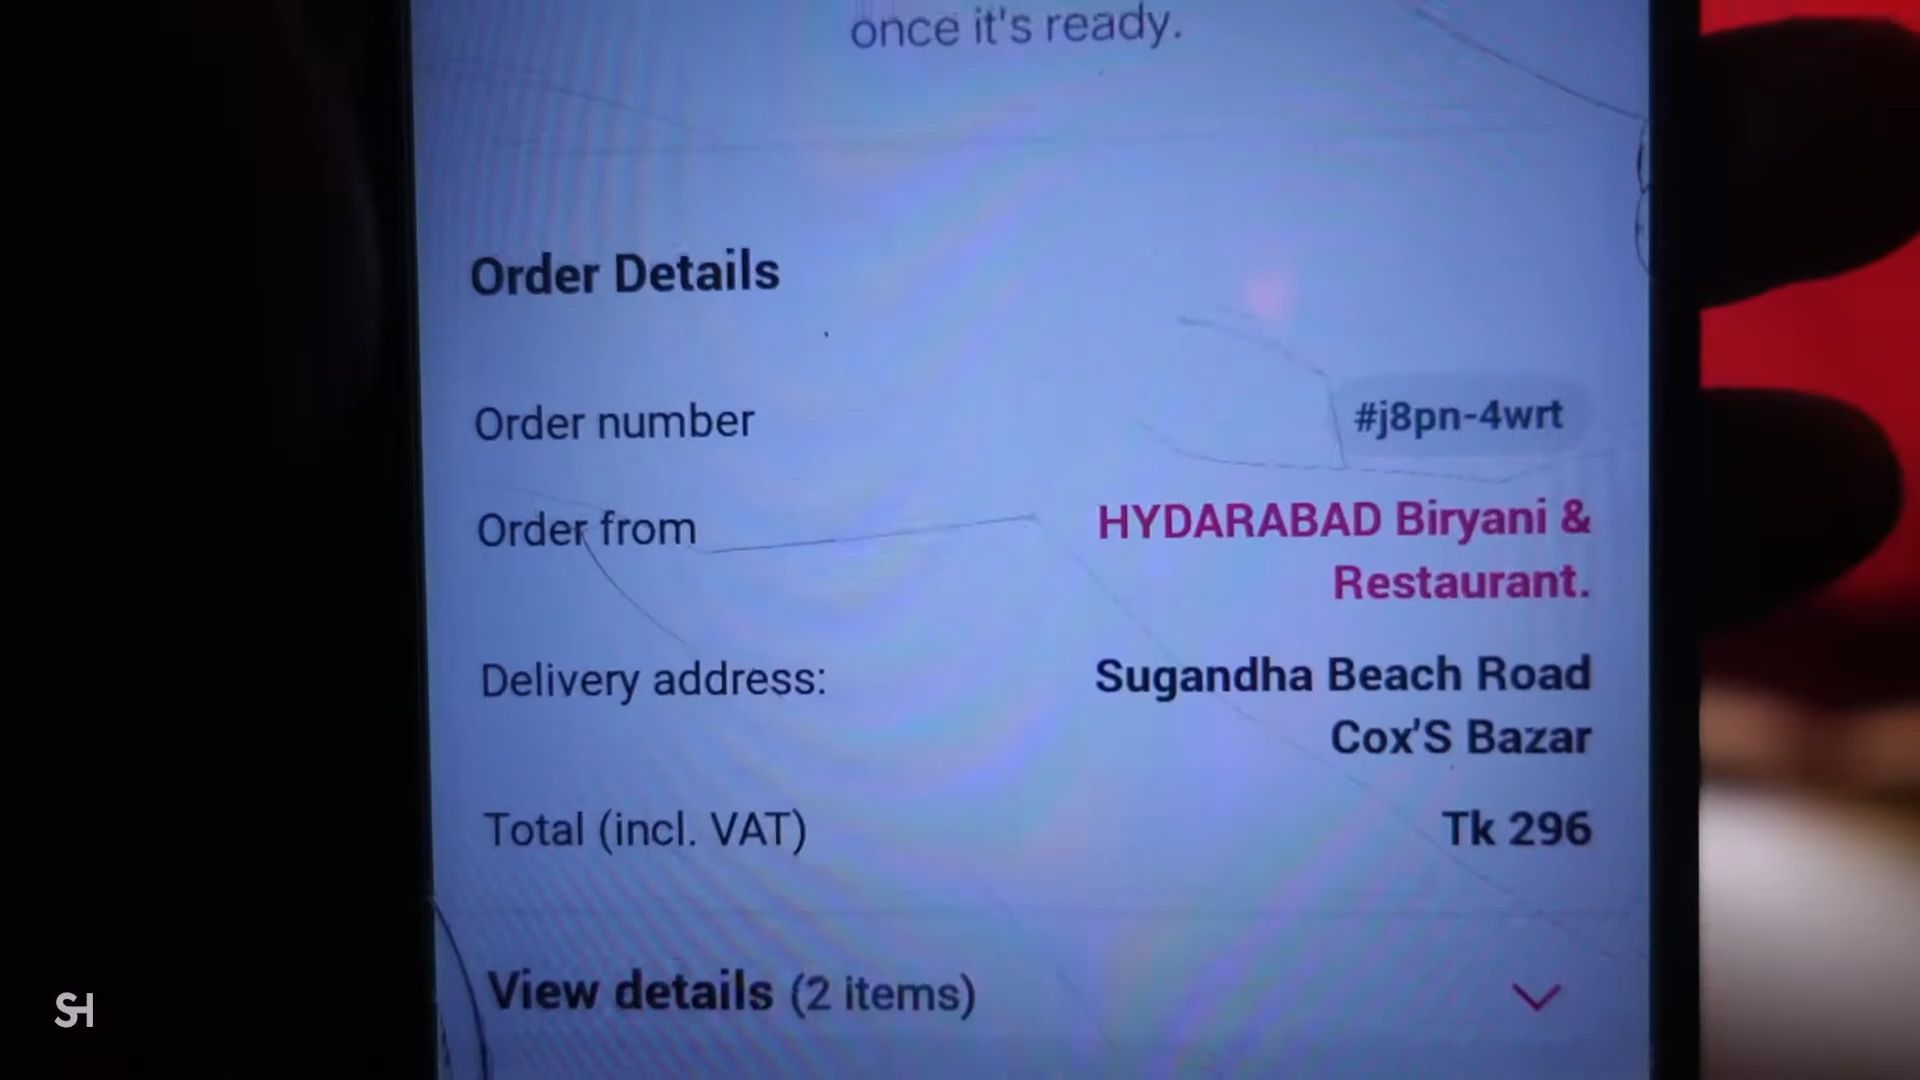 once it's ready.
Order Details
Order number #j8pn-4wrt
Order from HYDARABAD Biryani &
Restaurant.
Delivery address: Sugandha Beach Road
Cox'S Bazar
Total (incl. VAT) Tk 296
View details (2 items)
SH